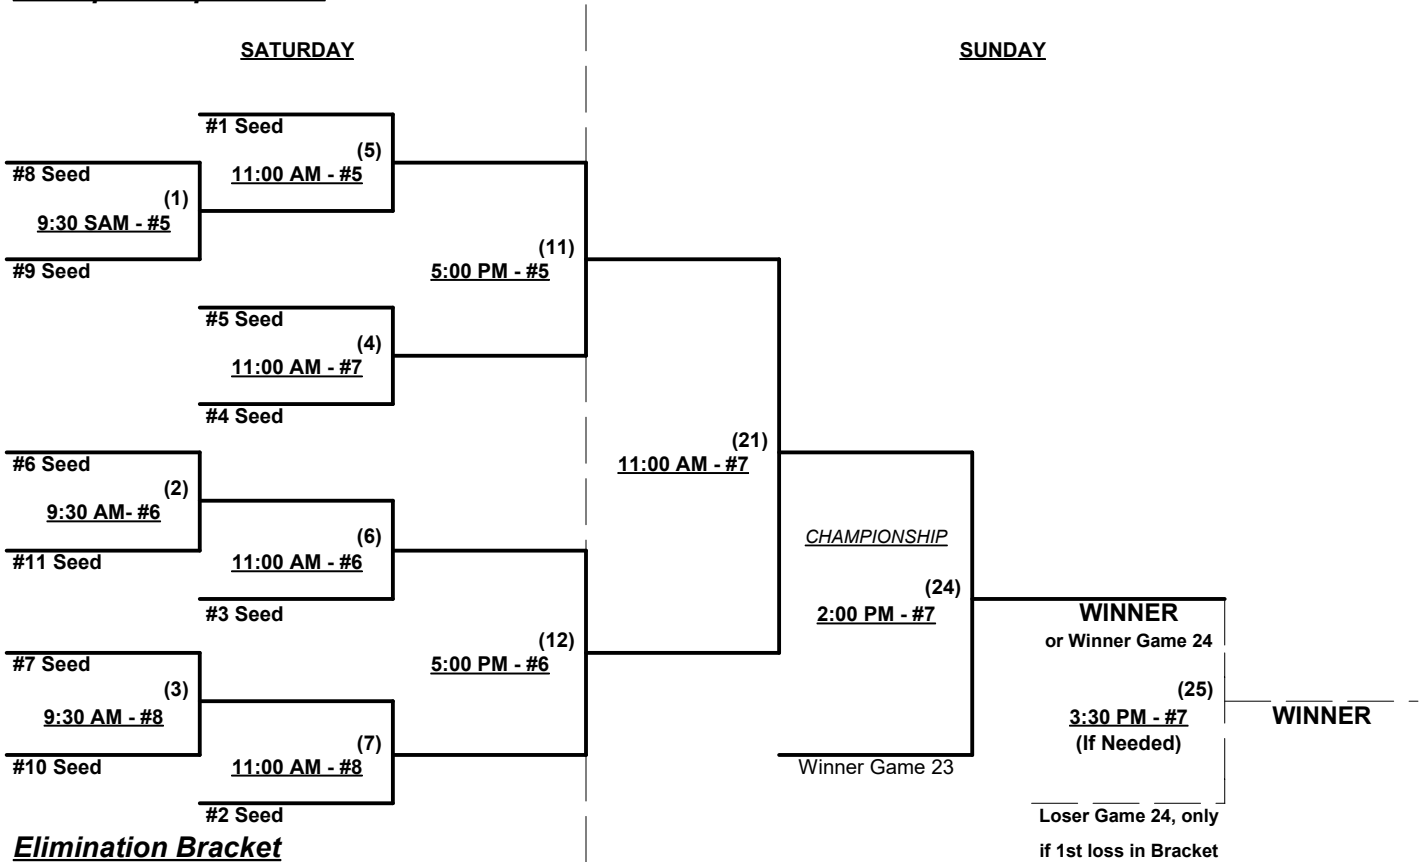 SATURDAY
SUNDAY
#1 Seed
(5)
11:00 AM - #5
#8 Seed
(1)
9:30 SAM - #5
#9 Seed
(11)
5:00 PM - #5
#5 Seed
(4)
11:00 AM - #7
#4 Seed
(21)
11:00 AM - #7
#6 Seed
(2)
9:30 AM- #6
#11 Seed
(6)
11:00 AM - #6
#3 Seed
(12)
5:00 PM - #6
#7 Seed
(3)
9:30 AM - #8
#10 Seed
(7)
11:00 AM - #8
#2 Seed
CHAMPIONSHIP
(24)
2:00 PM - #7
Winner Game 23
WINNER
or Winner Game 24
(25)
3:30 PM - #7
(If Needed)
WINNER
Loser Game 24, only
if 1st loss in Bracket
Elimination Bracket